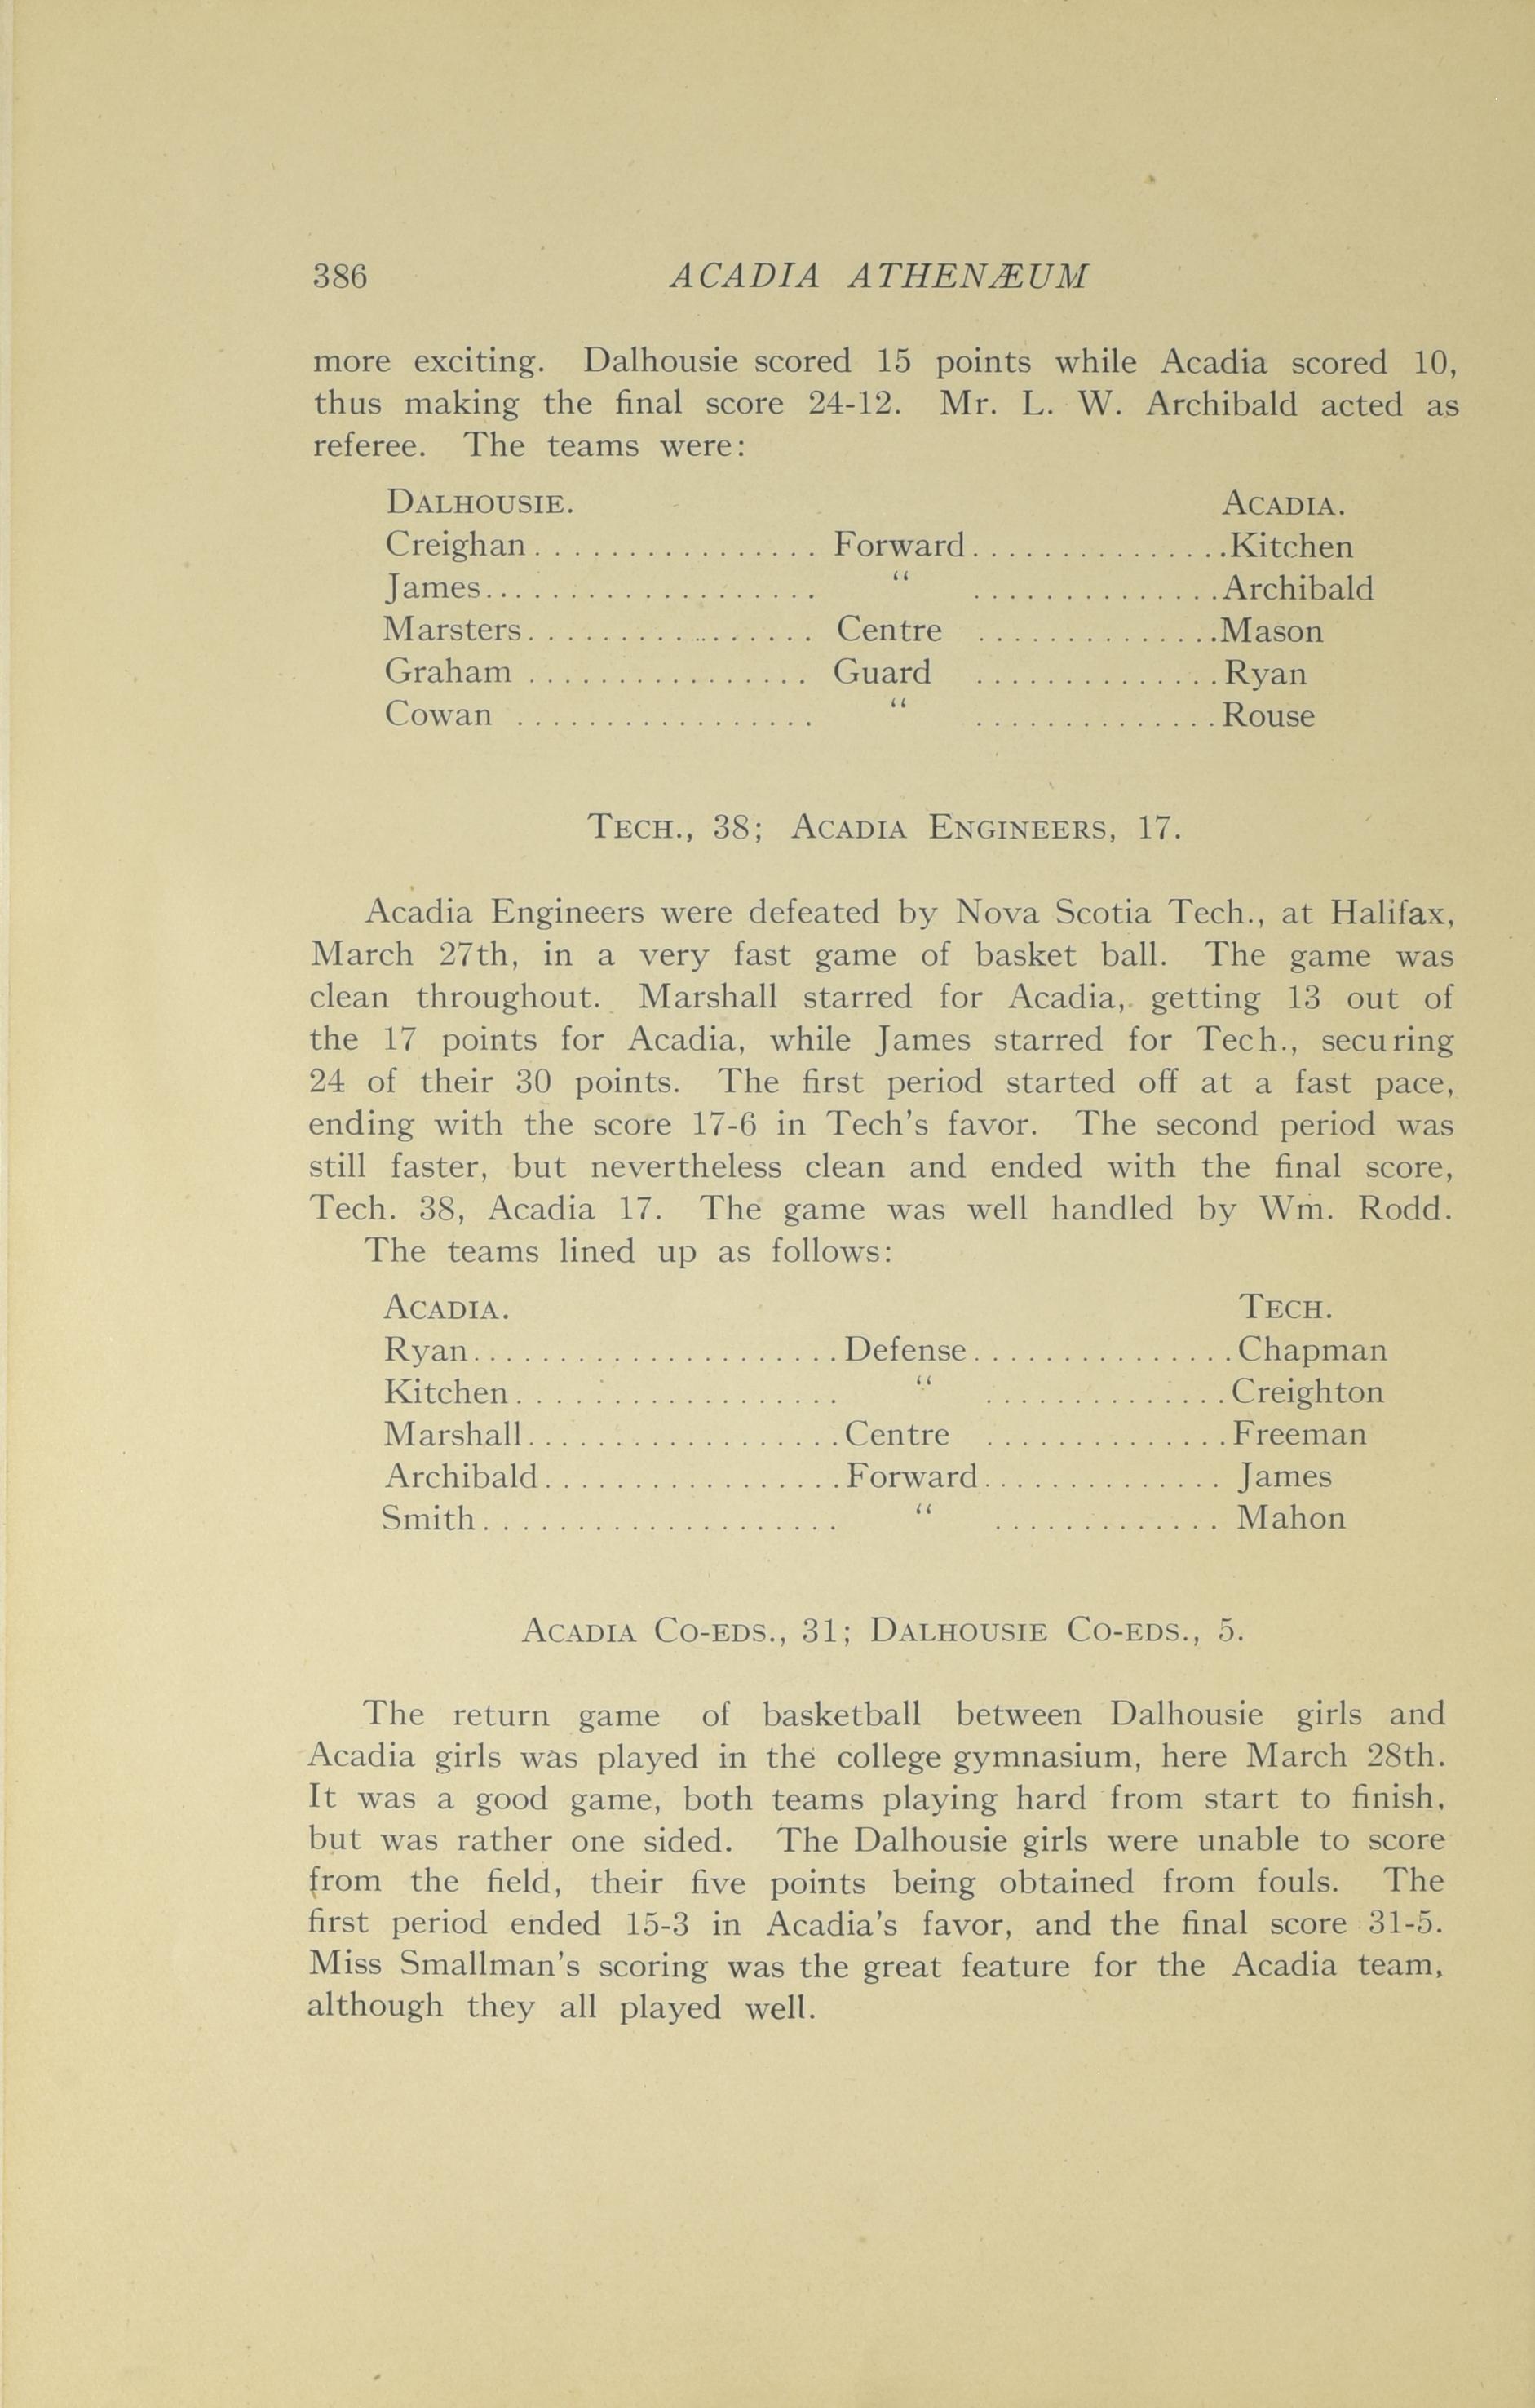 386 ACADIA ATHENÆUM
more exciting. Dalhousie scored 15 points while Acadia scored 10,
thus making the final score 24-12. Mr. L. W. Archibald acted as
referee. The teams were:
DALHOUSIE. ACADIA.
Creighan................ Forward...............Kitchen
James................... “ ..............Archibald
Marsters................ Centre ..............Mason
Graham ................ Guard ..............Ryan
Cowan ................. “ ..............Rouse
TECH., 38; ACADIA ENGINEERS, 17.
Acadia Engineers were defeated by Nova Scotia Tech., at Halifax,
March 27th, in a very fast game of basket ball. The game was
clean throughout. Marshall starred for Acadia, getting 13 out of
the 17 points for Acadia, while James starred for Tech., securing
24 of their 30 points. The first period started off at a fast pace,
ending with the score 17-6 in Tech's favor. The second period was
still faster, but nevertheless clean and ended with the final score,
Tech. 38, Acadia 17. The game was well handled by Wm. Rodd.
The teams lined up as follows:
ACADIA. TECH.
Ryan.....................Defense...............Chapman
Kitchen................... “ ..............Creighton
Marshall..................Centre ..............Freeman
Archibald.................Forward.............. James
Smith.................... “ ............. Mahon
ACADIA CO-EDS., 31; DALHOUSIE CO-EDS., 5.
The return game of basketball between Dalhousie girls and
Acadia girls was played in the college gymnasium, here March 28th.
It was a good game, both teams playing hard from start to finish,
but was rather one sided. The Dalhousie girls were unable to score
from the field, their five points being obtained from fouls. The
first period ended 15-3 in Acadia's favor, and the final score 31-5.
Miss Smallman's scoring was the great feature for the Acadia team,
although they all played well.